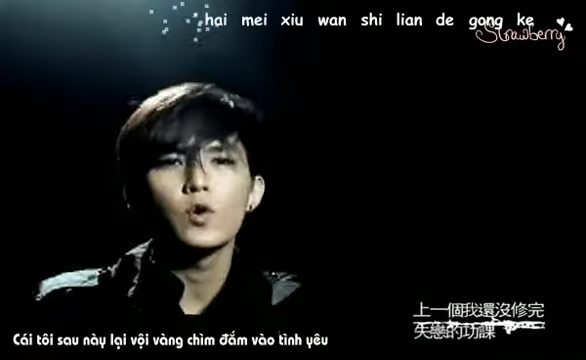 hai mei xiu wan shi lian de gong ke
Strawberry
上一個我還沒修完
失戀的功課
Cái tôi sau này lại vội vàng chìm đắm vào tình yêu